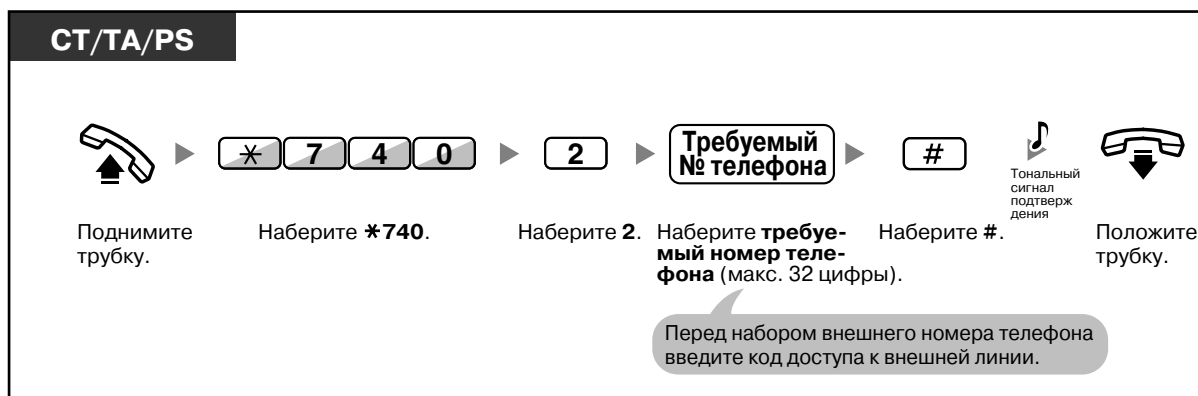 CT/TA/PS
* 7 4 0
2
Требуемый
№ телефона
#
Тональный
сигнал
подтверж
дения
Поднимите
трубку.
Наберите *740.
Наберите 2.
Наберите требуе-
мый номер теле-
фона (макс. 32 цифры).
Наберите #.
Положите
трубку.
Перед набором внешнего номера телефона
введите код доступа к внешней линии.